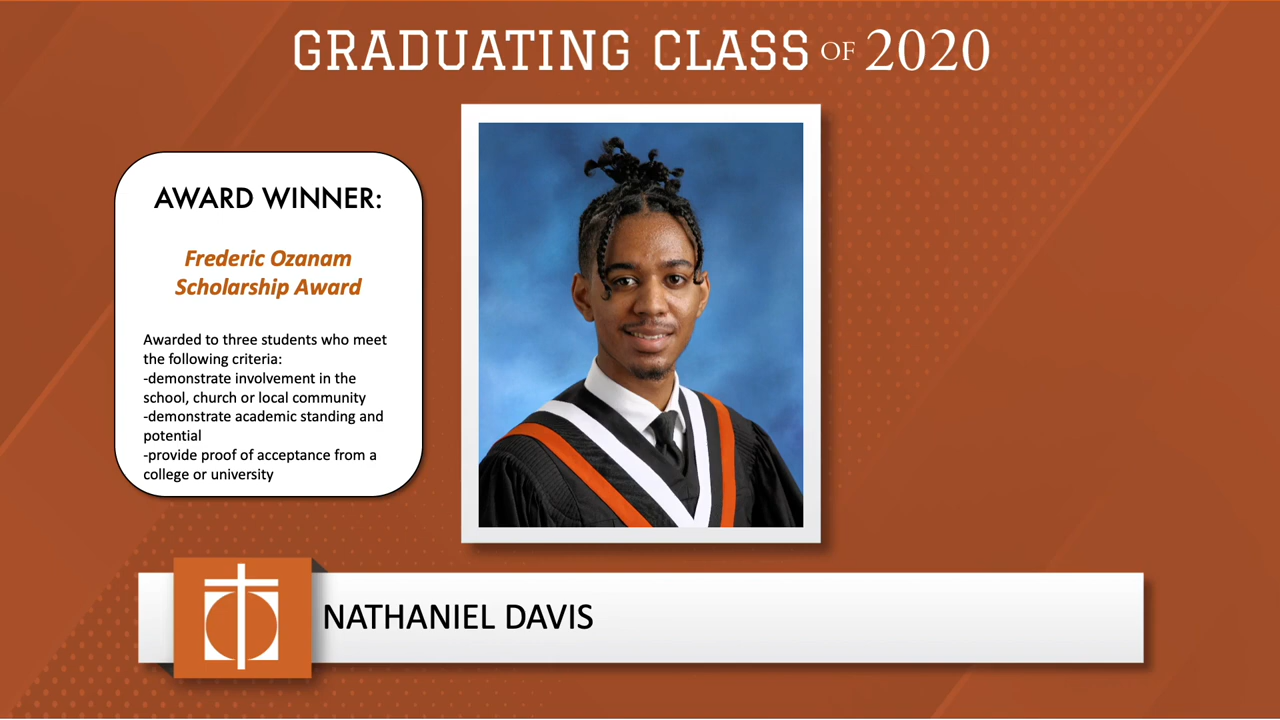 GRADUATING CLASS OF 2020
AWARD WINNER:
Frederic Ozanam
Scholarship Award
Awarded to three students who meet
the following criteria:
-demonstrate involvement in the
school, church or local community
-demonstrate academic standing and
potential
-provide proof of acceptance from a
college or university
NATHANIEL DAVIS